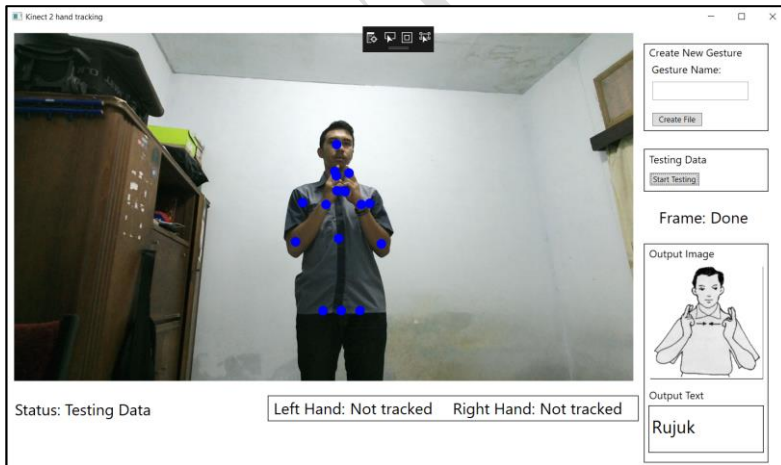 Kinect 2 hand tracking
Create New Gesture
Gesture Name:
Create File
Testing Data
Start Testing
Frame: Done
Output Image
Output Text
Rujuk
Status: Testing Data
Left Hand: Not tracked Right Hand: Not tracked